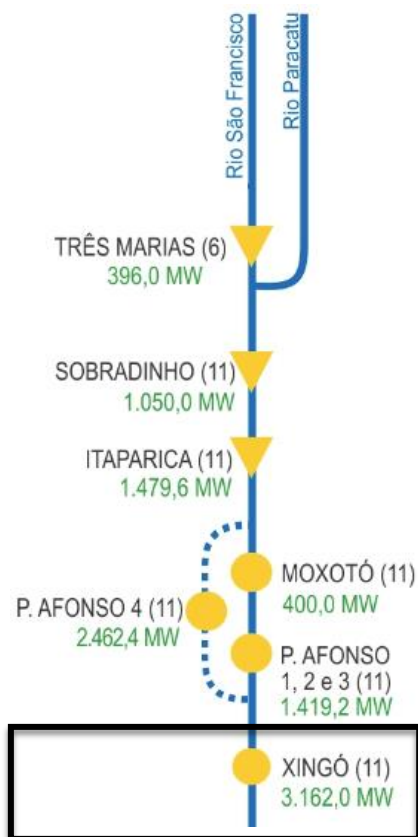 Rio São Francisco
Rio Paracatu
TRÊS MARIAS (6)
396,0 MW
SOBRADINHO (11)
1.050,0 MW
ITAPARICA (11)
1.479,6 MW
MOXOTÓ (11)
400,0 MW
P. AFONSO 4 (11)
2.462,4 MW
P. AFONSO
1, 2 e 3 (11)
1.419,2 MW
XINGÓ (11)
3.162,0 MW